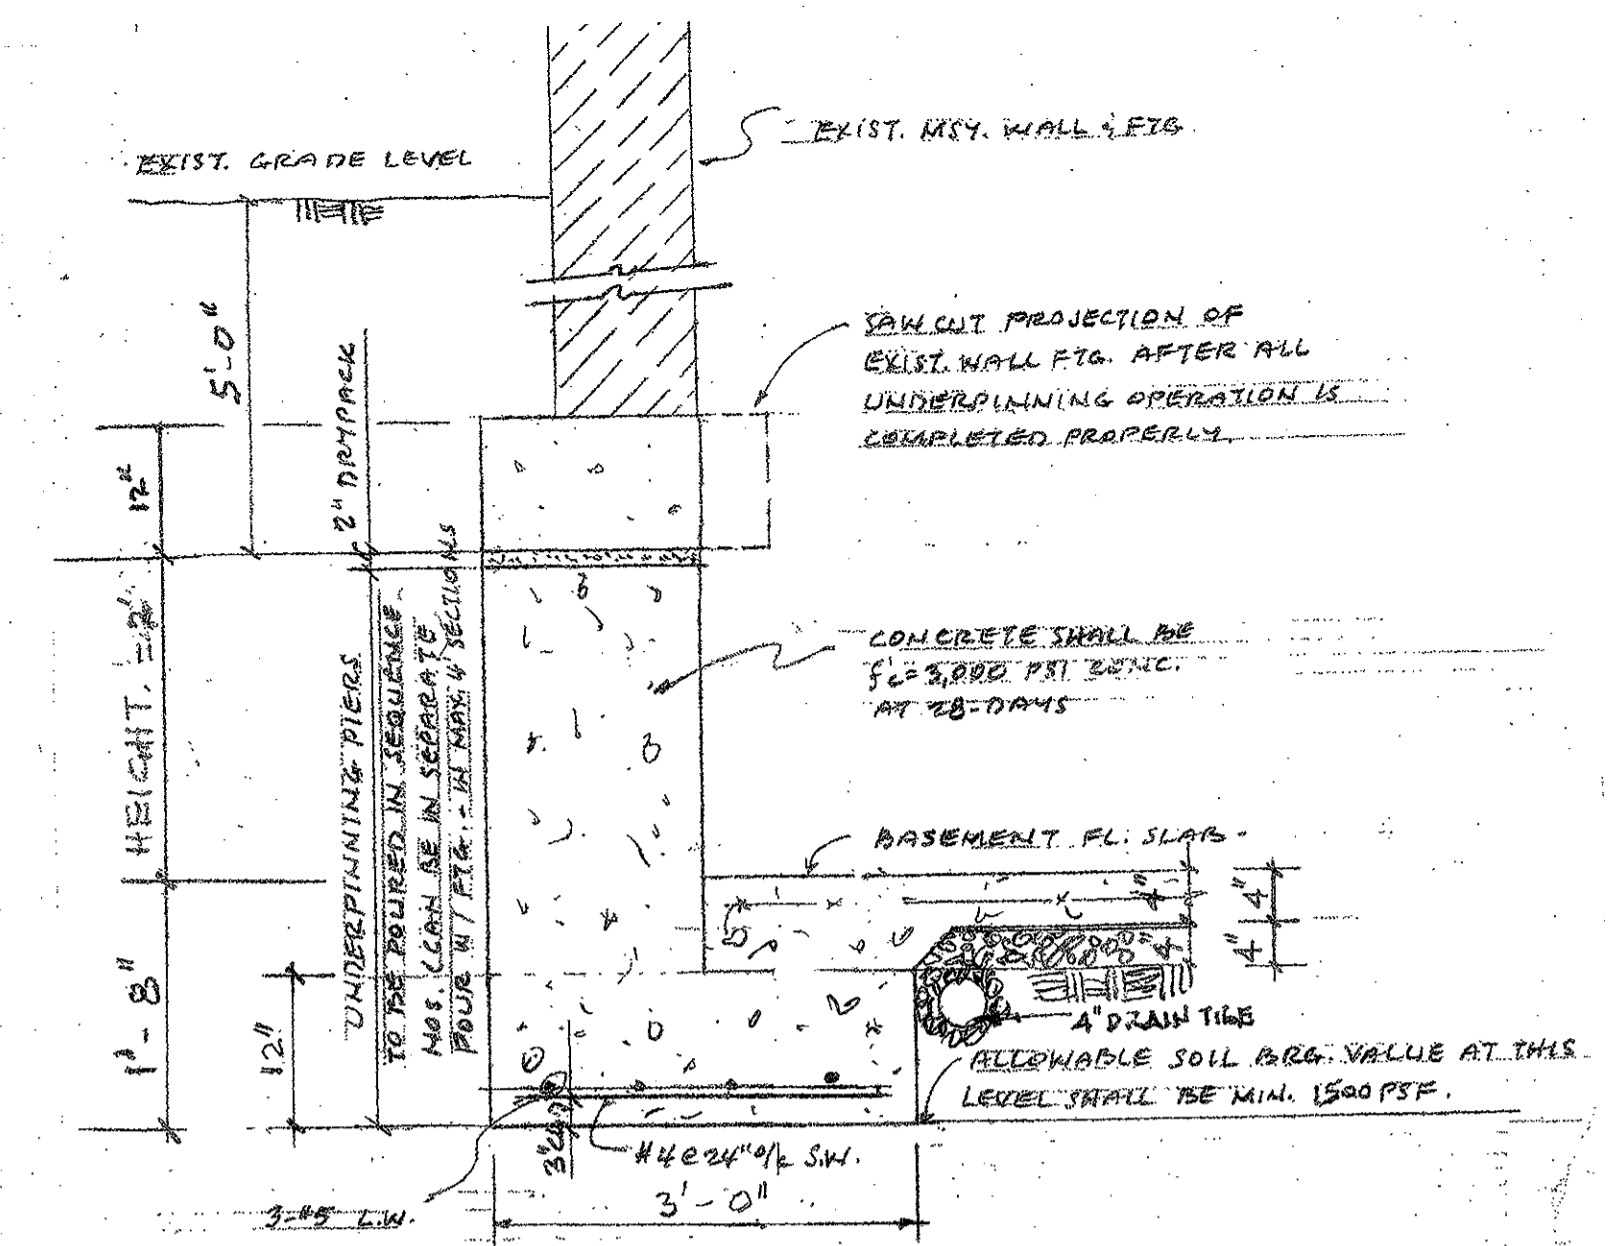 EXIST. MSY. WALL & FTG
EXIST. GRADE LEVEL
5'-0"
SAW CUT PROJECTION OF
EXIST. WALL FTG. AFTER ALL
UNDERPINNING OPERATION IS
COMPLETED PROPERLY.
12"
2" DRYPACK
HEIGHT.
UNDERPINNING PIERS
TO BE POURED IN SEQUENCE
NOS. (CAN BE IN SEPARATE
POUR W/ FTG. - IN MAX. 4' SECTIONS
CONCRETE SHALL BE
f'c=3,000 PSI CONC.
AT 28-DAYS
BASEMENT FL. SLAB
4"
4"
4"
4"
1'-8"
12"
4" DRAIN TILE
ALLOWABLE SOIL BRG. VALUE AT THIS
LEVEL SHALL BE MIN. 1500 PSF.
3"
#4@24" o/c S.W.
3-#5 L.W.
3'-0"